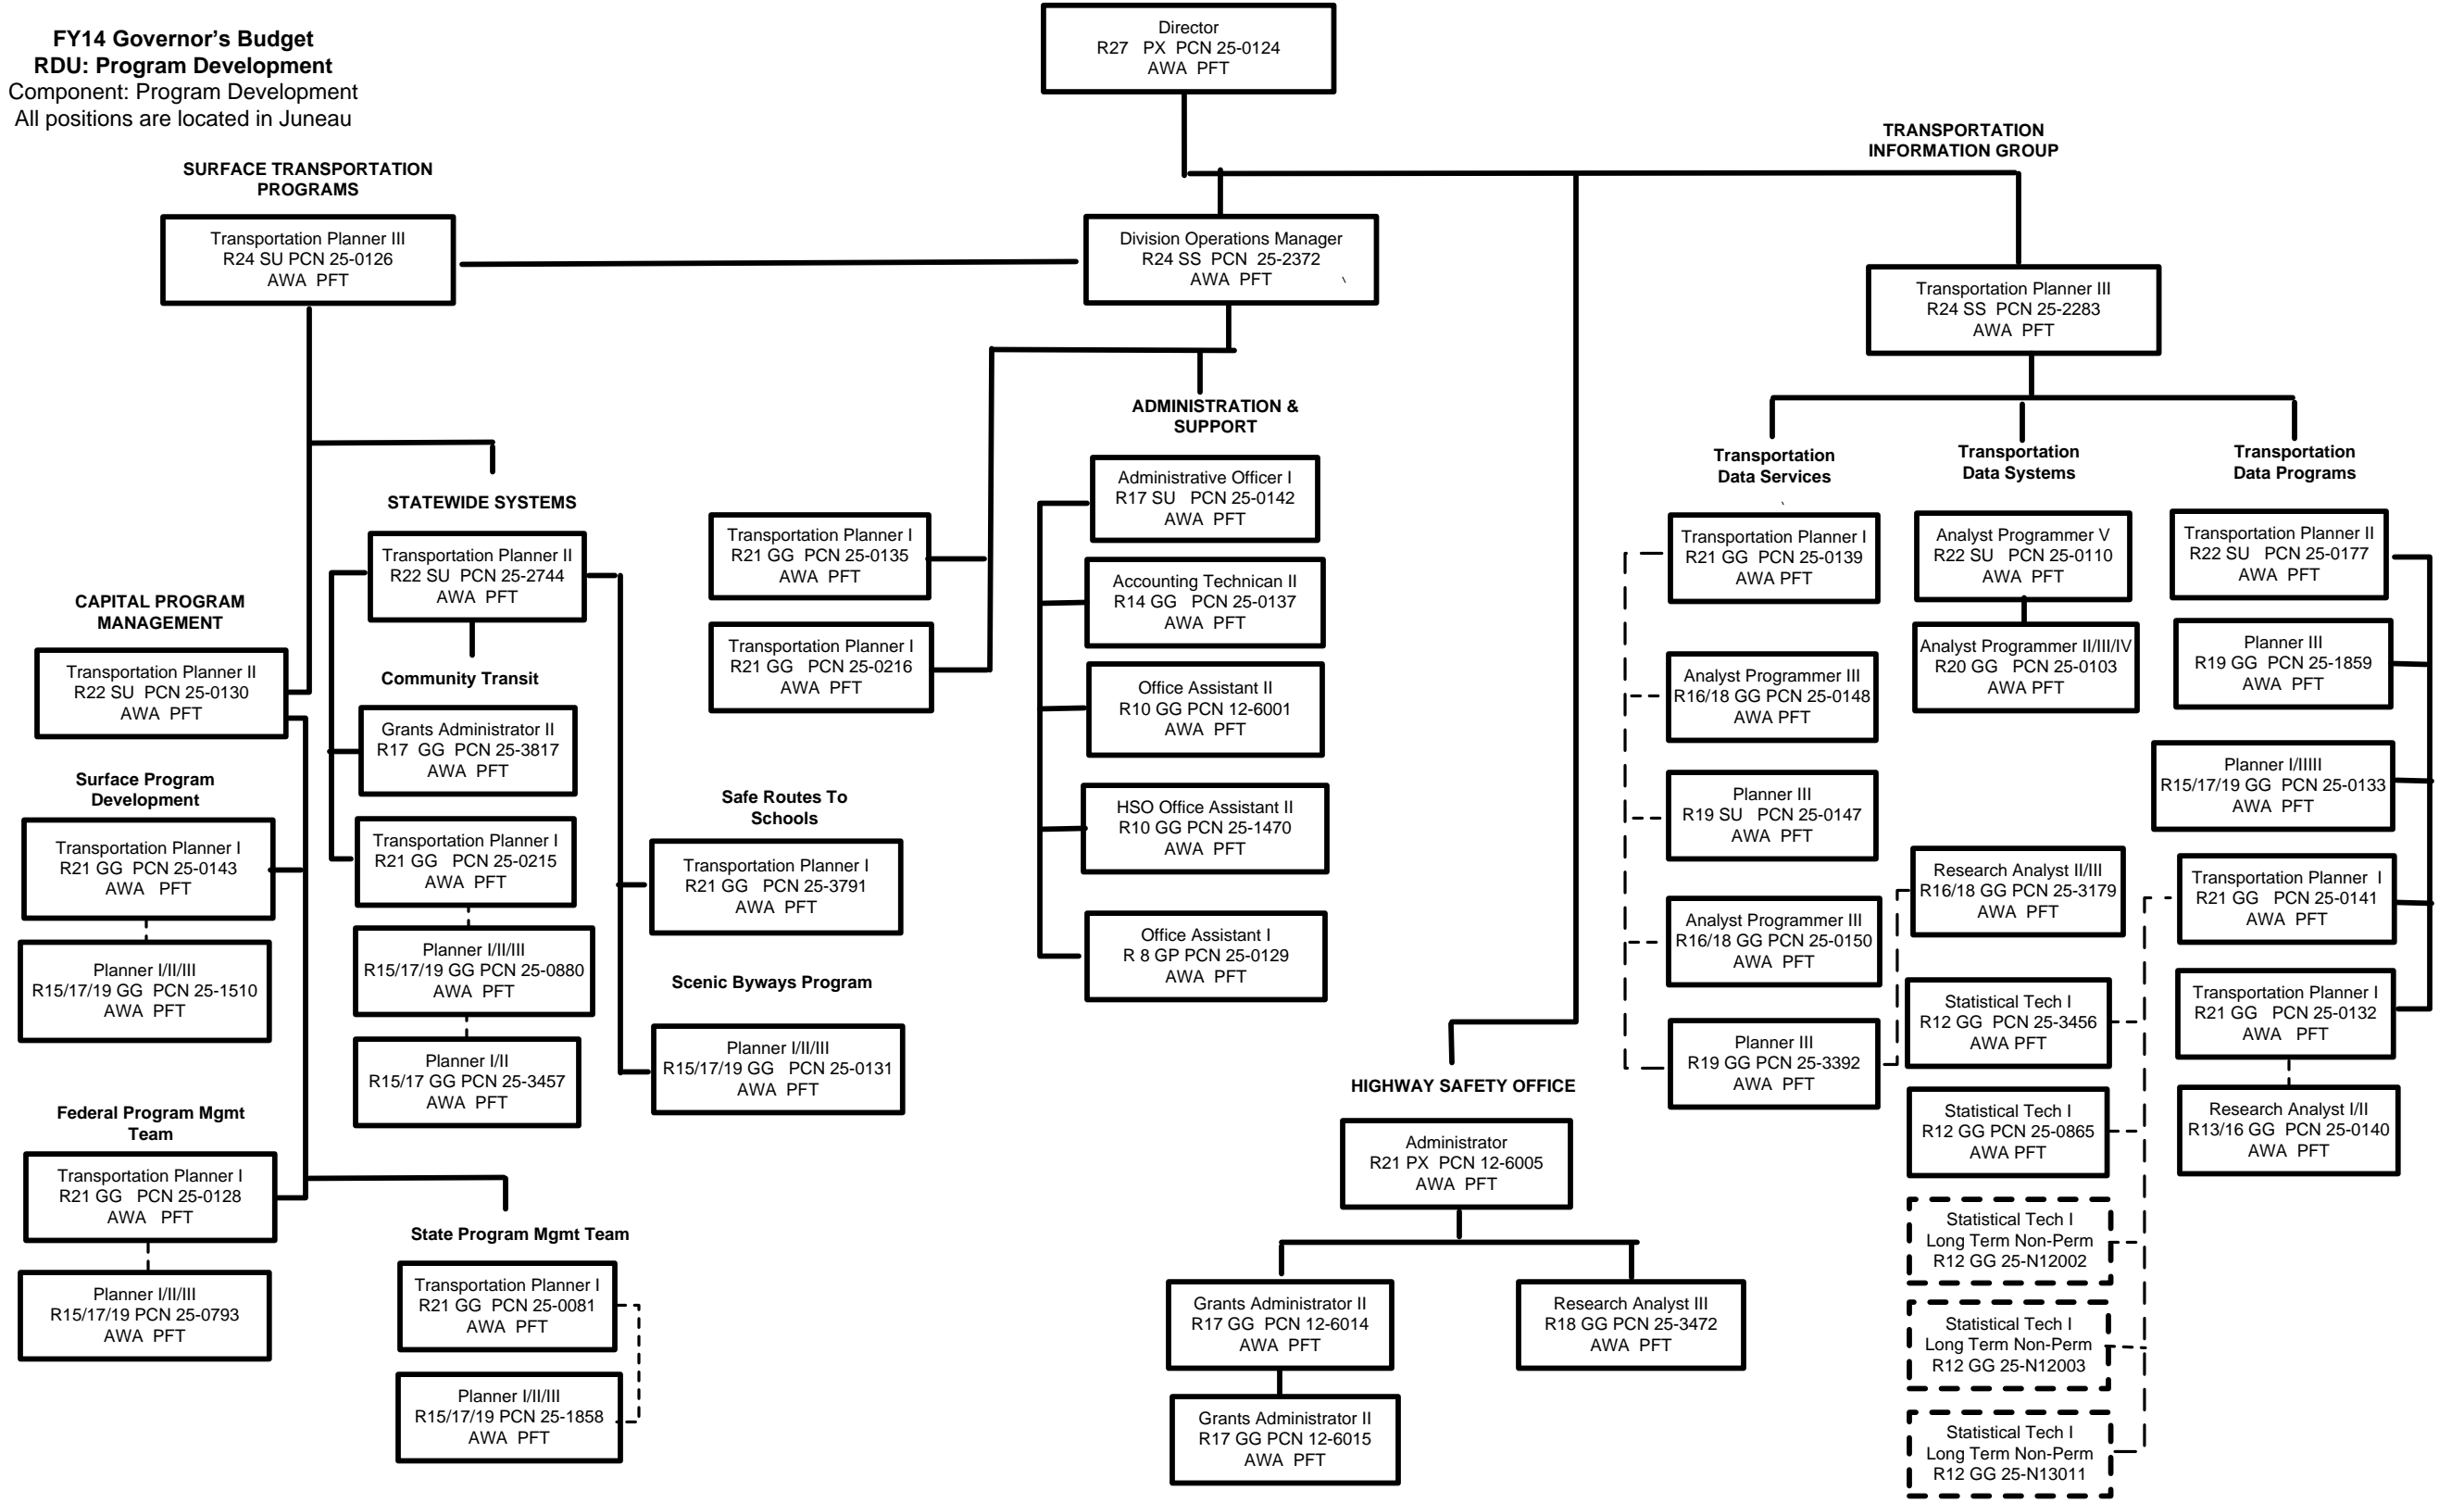 FY14 Governor's Budget
RDU: Program Development
Component: Program Development
All positions are located in Juneau
Director
R27 PX PCN 25-0124
AWA PFT
SURFACE TRANSPORTATION
PROGRAMS
Transportation Planner III
R24 SU PCN 25-0126
AWA PFT
Division Operations Manager
R24 SS PCN 25-2372
AWA PFT
TRANSPORTATION
INFORMATION GROUP
Transportation Planner III
R24 SS PCN 25-2283
AWA PFT
CAPITAL PROGRAM
MANAGEMENT
Transportation Planner II
R22 SU PCN 25-0130
AWA PFT
Surface Program
Development
Transportation Planner I
R21 GG PCN 25-0143
AWA PFT
Planner I/II/III
R15/17/19 GG PCN 25-1510
AWA PFT
Federal Program Mgmt
Team
Transportation Planner I
R21 GG PCN 25-0128
AWA PFT
Planner I/II/III
R15/17/19 PCN 25-0793
AWA PFT
STATEWIDE SYSTEMS
Transportation Planner II
R22 SU PCN 25-2744
AWA PFT
Community Transit
Grants Administrator II
R17 GG PCN 25-3817
AWA PFT
Transportation Planner I
R21 GG PCN 25-0215
AWA PFT
Planner I/II/III
R15/17/19 GG PCN 25-0880
AWA PFT
Planner I/II
R15/17 GG PCN 25-3457
AWA PFT
State Program Mgmt Team
Transportation Planner I
R21 GG PCN 25-0081
AWA PFT
Planner I/II/III
R15/17/19 PCN 25-1858
AWA PFT
Safe Routes To
Schools
Transportation Planner I
R21 GG PCN 25-3791
AWA PFT
Scenic Byways Program
Planner I/II/III
R15/17/19 GG PCN 25-0131
AWA PFT
Transportation Planner I
R21 GG PCN 25-0135
AWA PFT
Transportation Planner I
R21 GG PCN 25-0216
AWA PFT
ADMINISTRATION &
SUPPORT
Administrative Officer I
R17 SU PCN 25-0142
AWA PFT
Accounting Technican II
R14 GG PCN 25-0137
AWA PFT
Office Assistant II
R10 GG PCN 12-6001
AWA PFT
HSO Office Assistant II
R10 GG PCN 25-1470
AWA PFT
Office Assistant I
R 8 GP PCN 25-0129
AWA PFT
HIGHWAY SAFETY OFFICE
Administrator
R21 PX PCN 12-6005
AWA PFT
Grants Administrator II
R17 GG PCN 12-6014
AWA PFT
Grants Administrator II
R17 GG PCN 12-6015
AWA PFT
Research Analyst III
R18 GG PCN 25-3472
AWA PFT
Transportation
Data Services
Transportation Planner I
R21 GG PCN 25-0139
AWA PFT
Analyst Programmer III
R16/18 GG PCN 25-0148
AWA PFT
Planner III
R19 SU PCN 25-0147
AWA PFT
Analyst Programmer III
R16/18 GG PCN 25-0150
AWA PFT
Planner III
R19 GG PCN 25-3392
AWA PFT
Transportation
Data Systems
Analyst Programmer V
R22 SU PCN 25-0110
AWA PFT
Analyst Programmer II/III/IV
R20 GG PCN 25-0103
AWA PFT
Research Analyst II/III
R16/18 GG PCN 25-3179
AWA PFT
Statistical Tech I
R12 GG PCN 25-3456
AWA PFT
Statistical Tech I
R12 GG PCN 25-0865
AWA PFT
Statistical Tech I
Long Term Non-Perm
R12 GG 25-N12002
Statistical Tech I
Long Term Non-Perm
R12 GG 25-N12003
Statistical Tech I
Long Term Non-Perm
R12 GG 25-N13011
Transportation
Data Programs
Transportation Planner II
R22 SU PCN 25-0177
AWA PFT
Planner III
R19 GG PCN 25-1859
AWA PFT
Planner I/IIIII
R15/17/19 GG PCN 25-0133
AWA PFT
Transportation Planner I
R21 GG PCN 25-0141
AWA PFT
Transportation Planner I
R21 GG PCN 25-0132
AWA PFT
Research Analyst I/II
R13/16 GG PCN 25-0140
AWA PFT